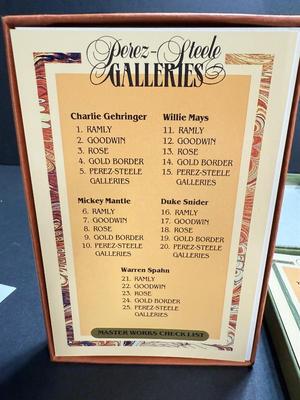 Perez-Steele
GALLERIES
Charlie Gehringer
1. RAMLY
2. GOODWIN
3. ROSE
4. GOLD BORDER
5. PEREZ-STEELE
GALLERIES
Willie Mays
11. RAMLY
12. GOODWIN
13. ROSE
14. GOLD BORDER
15. PEREZ-STEELE
GALLERIES
Mickey Mantle
6. RAMLY
7. GOODWIN
8. ROSE
9. GOLD BORDER
10. PEREZ-STEELE
GALLERIES
Duke Snider
16. RAMLY
17. GOODWIN
18. ROSE
19. GOLD BORDER
20. PEREZ-STEELE
GALLERIES
Warren Spahn
21. RAMLY
22. GOODWIN
23. ROSE
24. GOLD BORDER
25. PEREZ-STEELE
GALLERIES
MASTER WORKS CHECK LIST